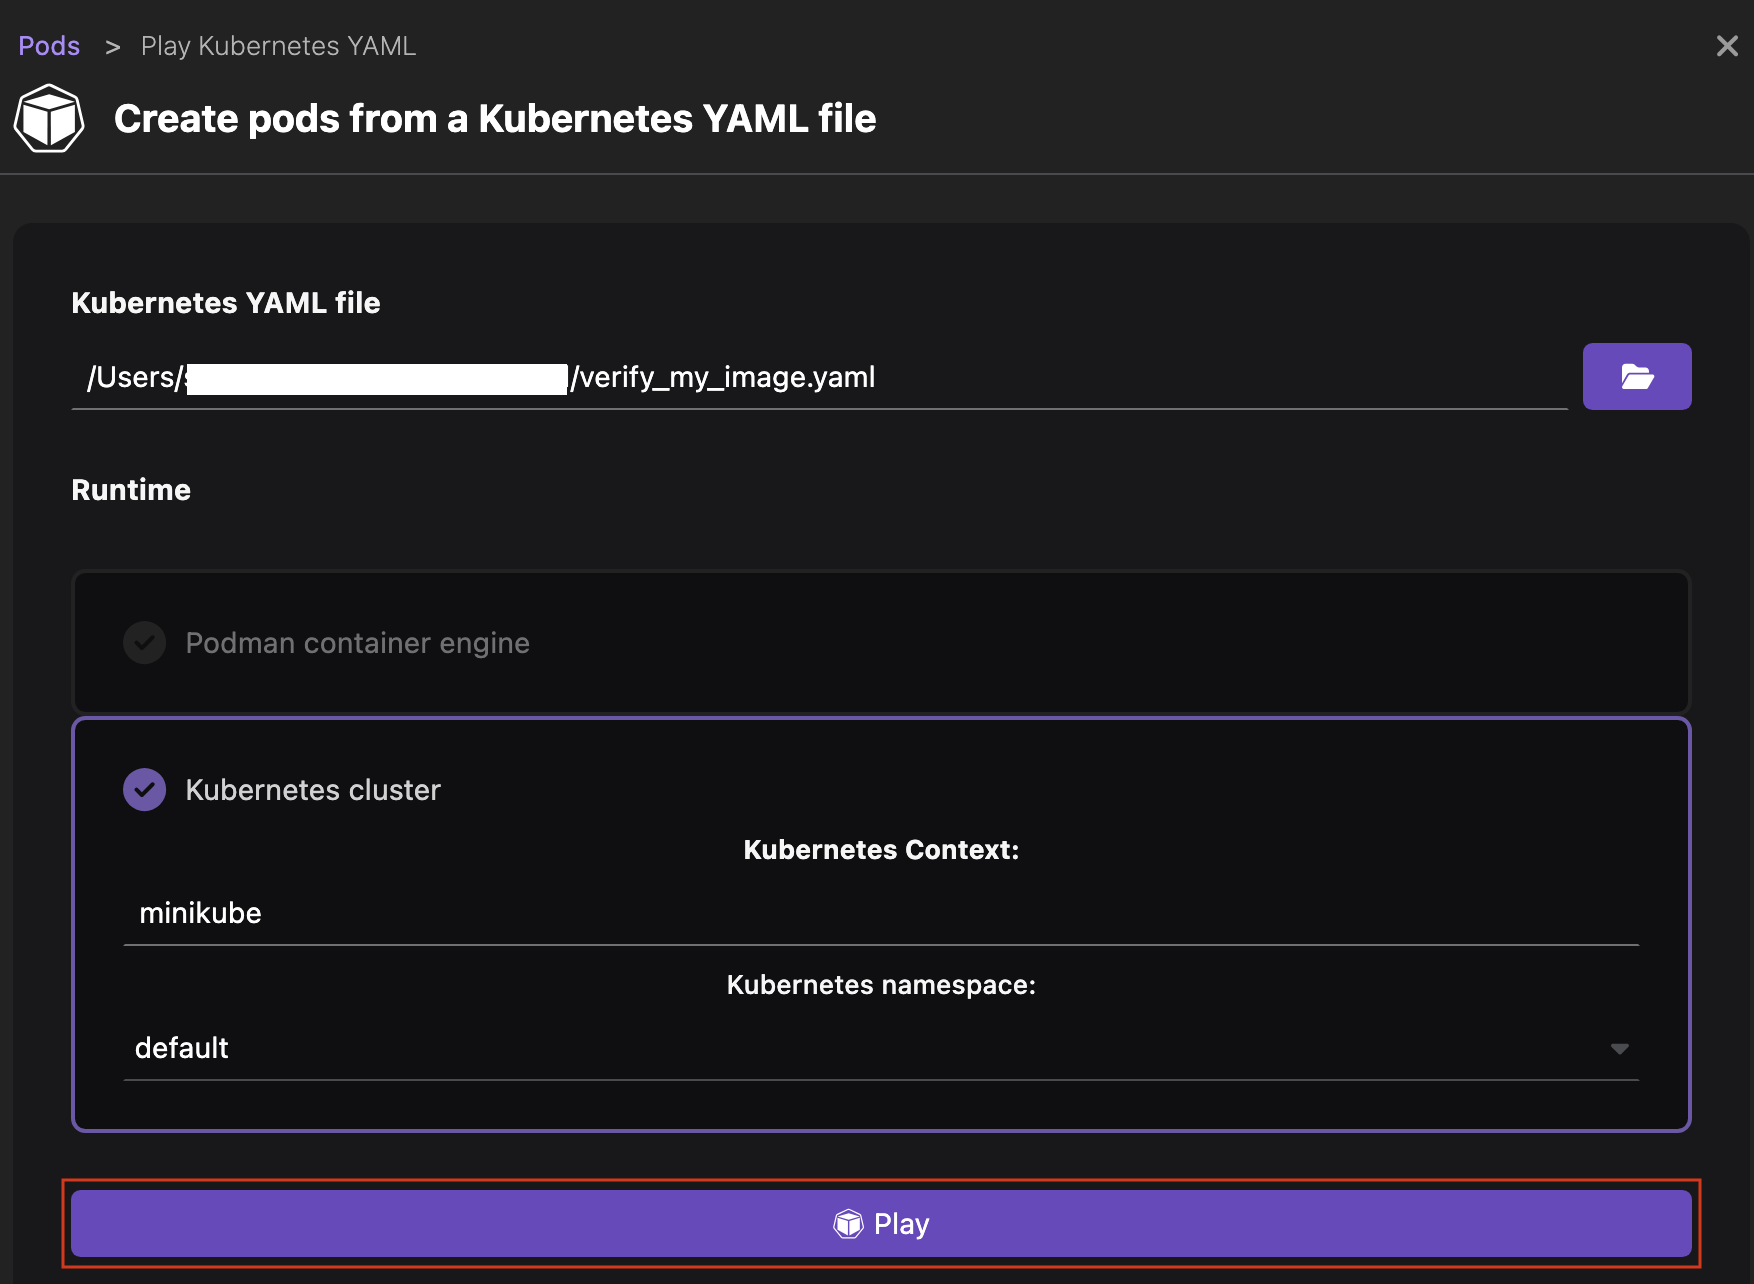 Pods > Play Kubernetes YAML
Create pods from a Kubernetes YAML file
Kubernetes YAML file
/Users/ /verify_my_image.yaml
Runtime
Podman container engine
Kubernetes cluster
Kubernetes Context:
minikube
Kubernetes namespace:
default
Play